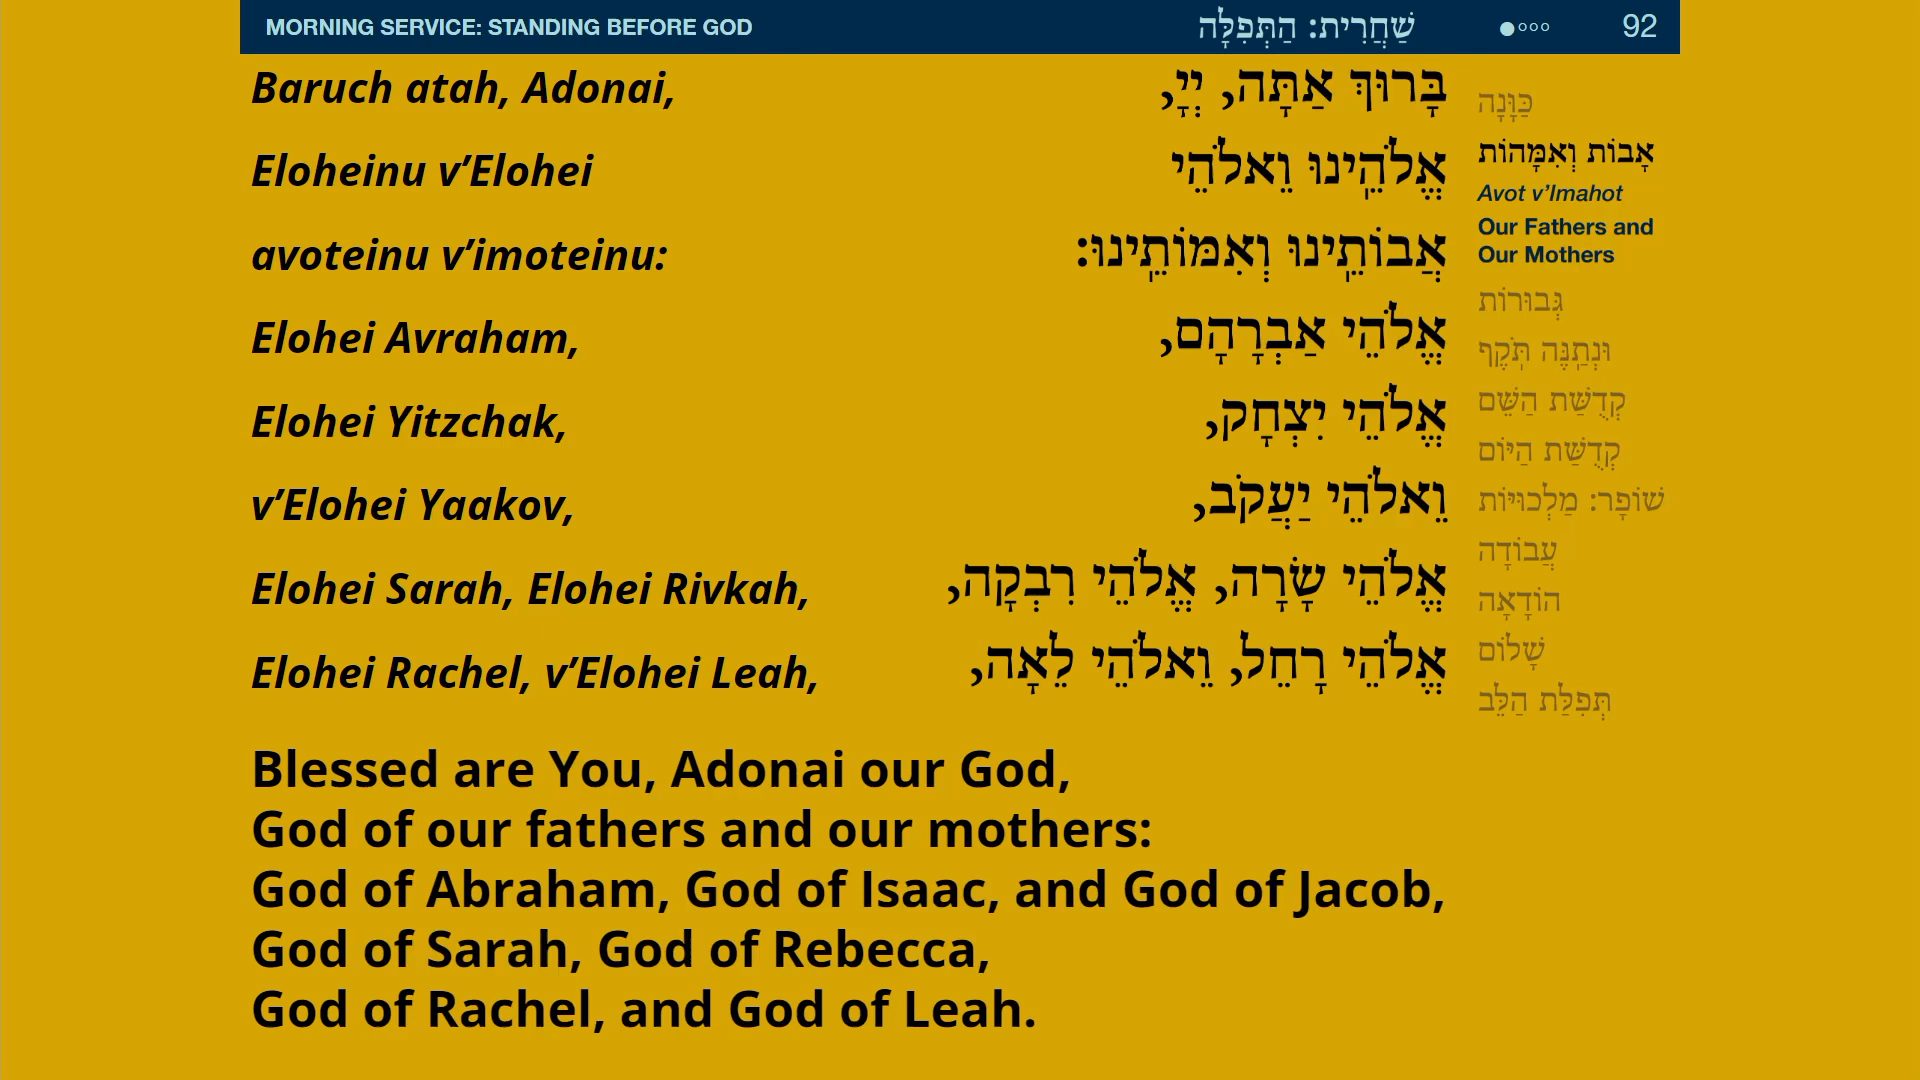 MORNING SERVICE: STANDING BEFORE GOD שַׁחֲרִית: הַתְּפִלָּה 92
Baruch atah, Adonai,
Eloheinu v’Elohei
avoteinu v’imoteinu:
Elohei Avraham,
Elohei Yitzchak,
v’Elohei Yaakov,
Elohei Sarah, Elohei Rivkah,
Elohei Rachel, v’Elohei Leah,
בָּרוּךְ אַתָּה, יְיָ,
אֱלֹהֵֽינוּ וֵאלֹהֵי
אֲבוֹתֵֽינוּ וְאִמּוֹתֵֽינוּ:
אֱלֹהֵי אַבְרָהָם,
אֱלֹהֵי יִצְחָק,
וֵאלֹהֵי יַעֲקֹב,
אֱלֹהֵי שָׂרָה, אֱלֹהֵי רִבְקָה,
אֱלֹהֵי רָחֵל, וֵאלֹהֵי לֵאָה,
Blessed are You, Adonai our God,
God of our fathers and our mothers:
God of Abraham, God of Isaac, and God of Jacob,
God of Sarah, God of Rebecca,
God of Rachel, and God of Leah.
כַּוָּנָה
אָבוֹת וְאִמָּהוֹת
Avot v’Imahot
Our Fathers and
Our Mothers
גְּבוּרוֹת
וּנְתַנֶּה תֹּֽקֶף
קְדֻשַּׁת הַשֵּׁם
קְדֻשַּׁת הַיּוֹם
שׁוֹפָר: מַלְכוּיּוֹת
עֲבוֹדָה
הוֹדָאָה
שָׁלוֹם
תְּפִלַּת הַלֵּב